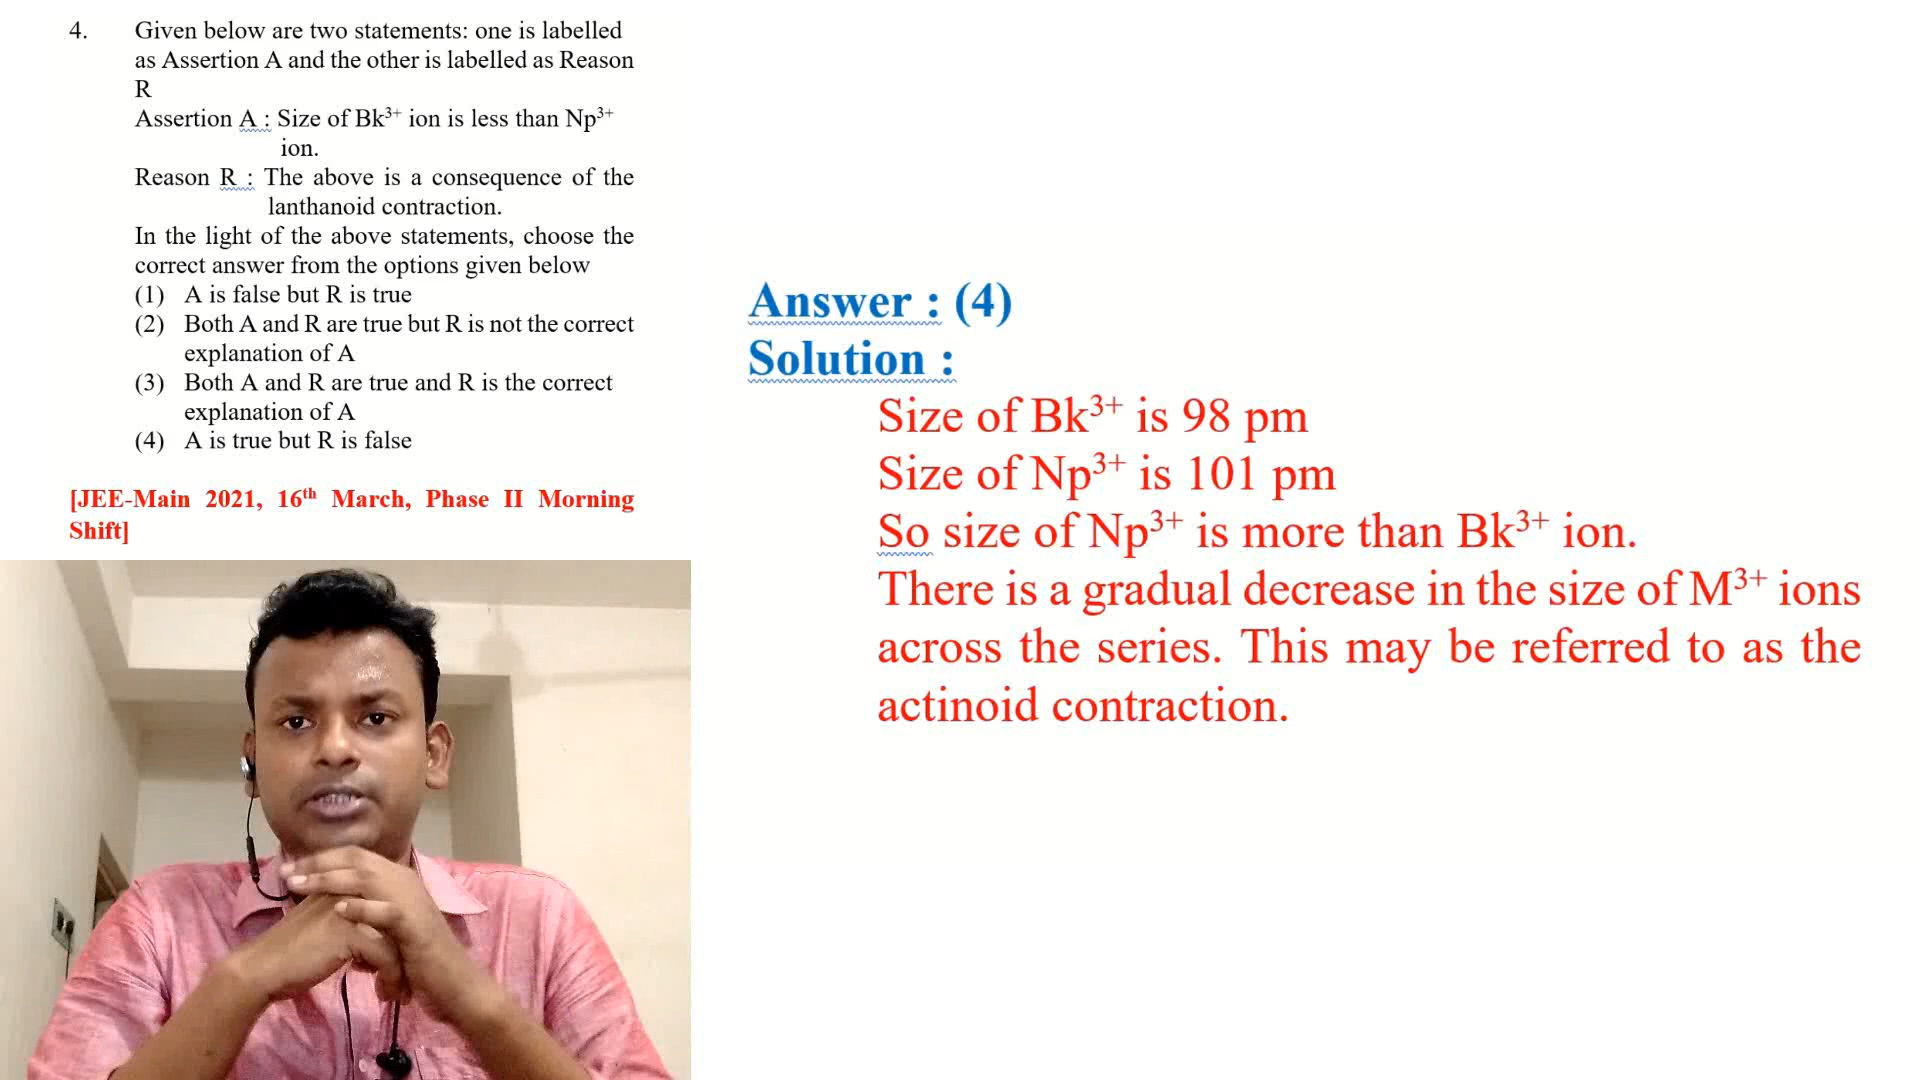 4. Given below are two statements: one is labelled
as Assertion A and the other is labelled as Reason
R
Assertion A : Size of Bk³⁺ ion is less than Np³⁺
ion.
Reason R : The above is a consequence of the
lanthanoid contraction.
In the light of the above statements, choose the
correct answer from the options given below
(1) A is false but R is true
(2) Both A and R are true but R is not the correct
explanation of A
(3) Both A and R are true and R is the correct
explanation of A
(4) A is true but R is false
[JEE-Main 2021, 16th March, Phase II Morning
Shift]
Answer : (4)
Solution :
Size of Bk³⁺ is 98 pm
Size of Np³⁺ is 101 pm
So size of Np³⁺ is more than Bk³⁺ ion.
There is a gradual decrease in the size of M³⁺ ions
across the series. This may be referred to as the
actinoid contraction.